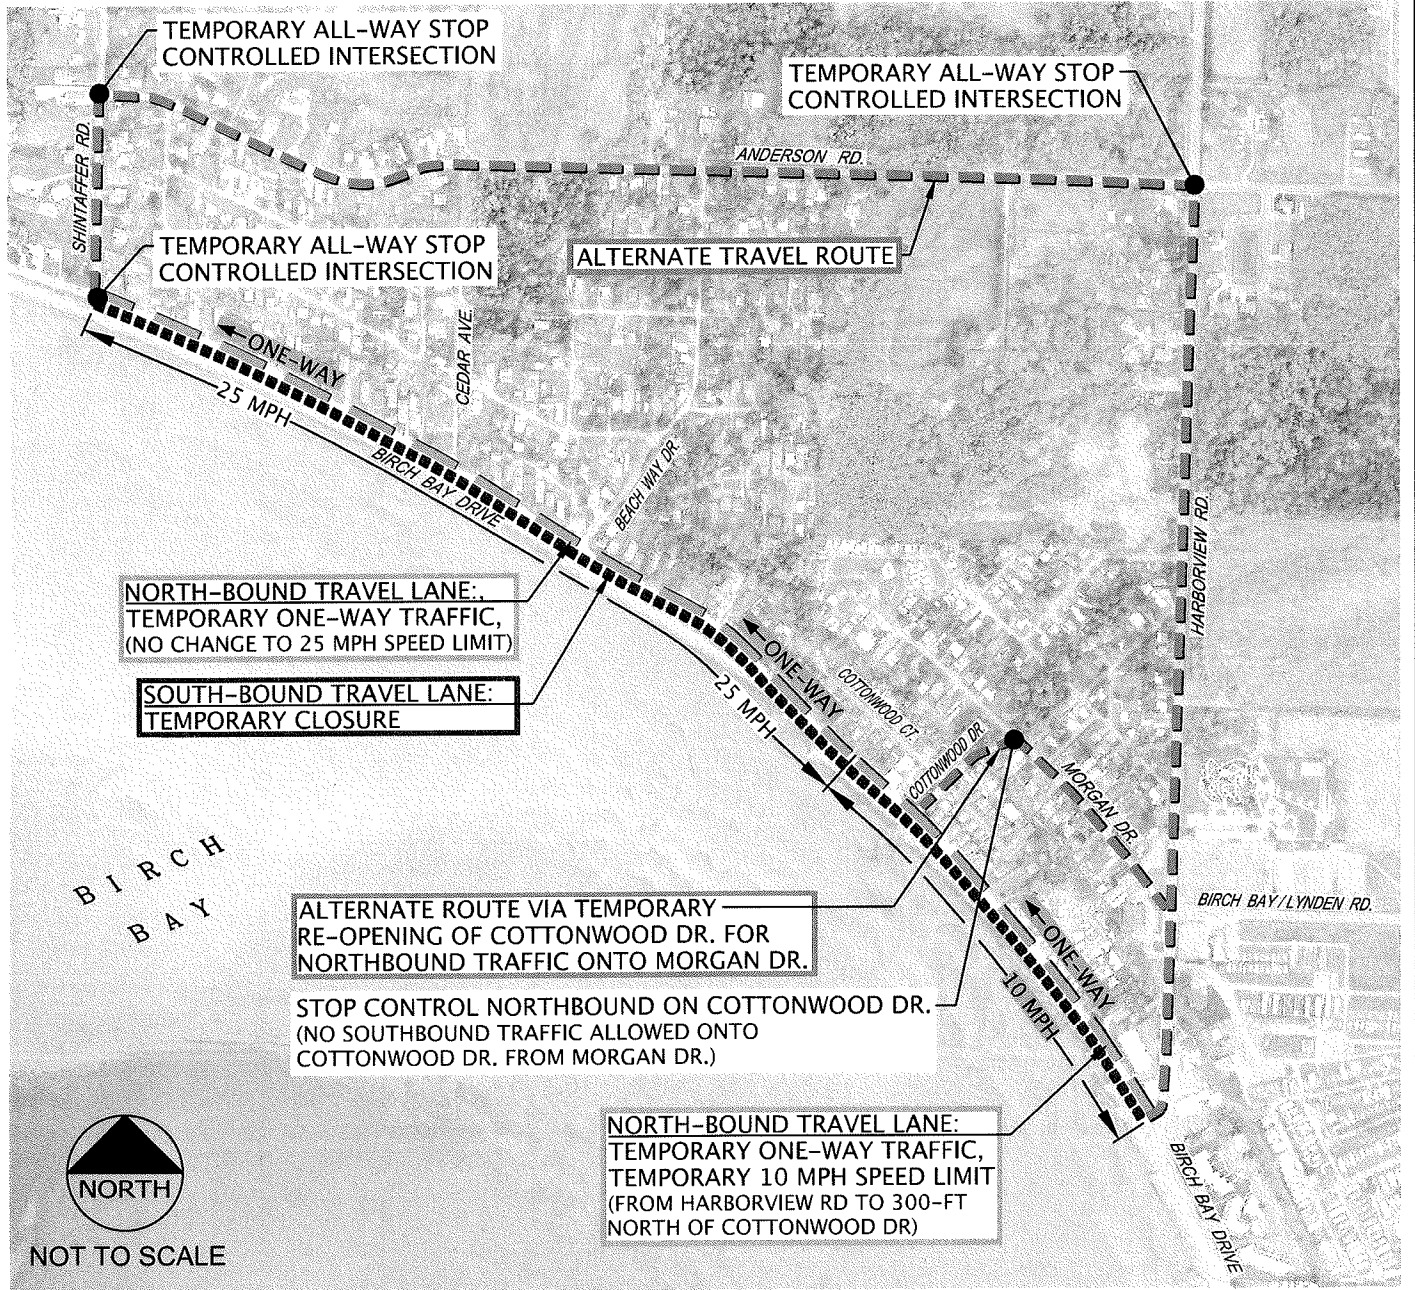 TEMPORARY ALL-WAY STOP
CONTROLLED INTERSECTION
TEMPORARY ALL-WAY STOP
CONTROLLED INTERSECTION
ANDERSON RD.
SHINTAFFER RD.
TEMPORARY ALL-WAY STOP
CONTROLLED INTERSECTION
ALTERNATE TRAVEL ROUTE
ONE-WAY
25 MPH
CEDAR AVE.
BIRCH BAY DRIVE
BEACH WAY DR.
HARBORVIEW RD.
NORTH-BOUND TRAVEL LANE:,
TEMPORARY ONE-WAY TRAFFIC,
(NO CHANGE TO 25 MPH SPEED LIMIT)
SOUTH-BOUND TRAVEL LANE:
TEMPORARY CLOSURE
ONE-WAY
25 MPH
COTTONWOOD CT.
COTTONWOOD DR.
MORGAN DR.
BIRCH
BAY
ALTERNATE ROUTE VIA TEMPORARY
RE-OPENING OF COTTONWOOD DR. FOR
NORTHBOUND TRAFFIC ONTO MORGAN DR.
BIRCH BAY/LYNDEN RD.
ONE-WAY
10 MPH
STOP CONTROL NORTHBOUND ON COTTONWOOD DR.
(NO SOUTHBOUND TRAFFIC ALLOWED ONTO
COTTONWOOD DR. FROM MORGAN DR.)
NORTH-BOUND TRAVEL LANE:
TEMPORARY ONE-WAY TRAFFIC,
TEMPORARY 10 MPH SPEED LIMIT
(FROM HARBORVIEW RD TO 300-FT
NORTH OF COTTONWOOD DR)
BIRCH BAY DRIVE
NORTH
NOT TO SCALE